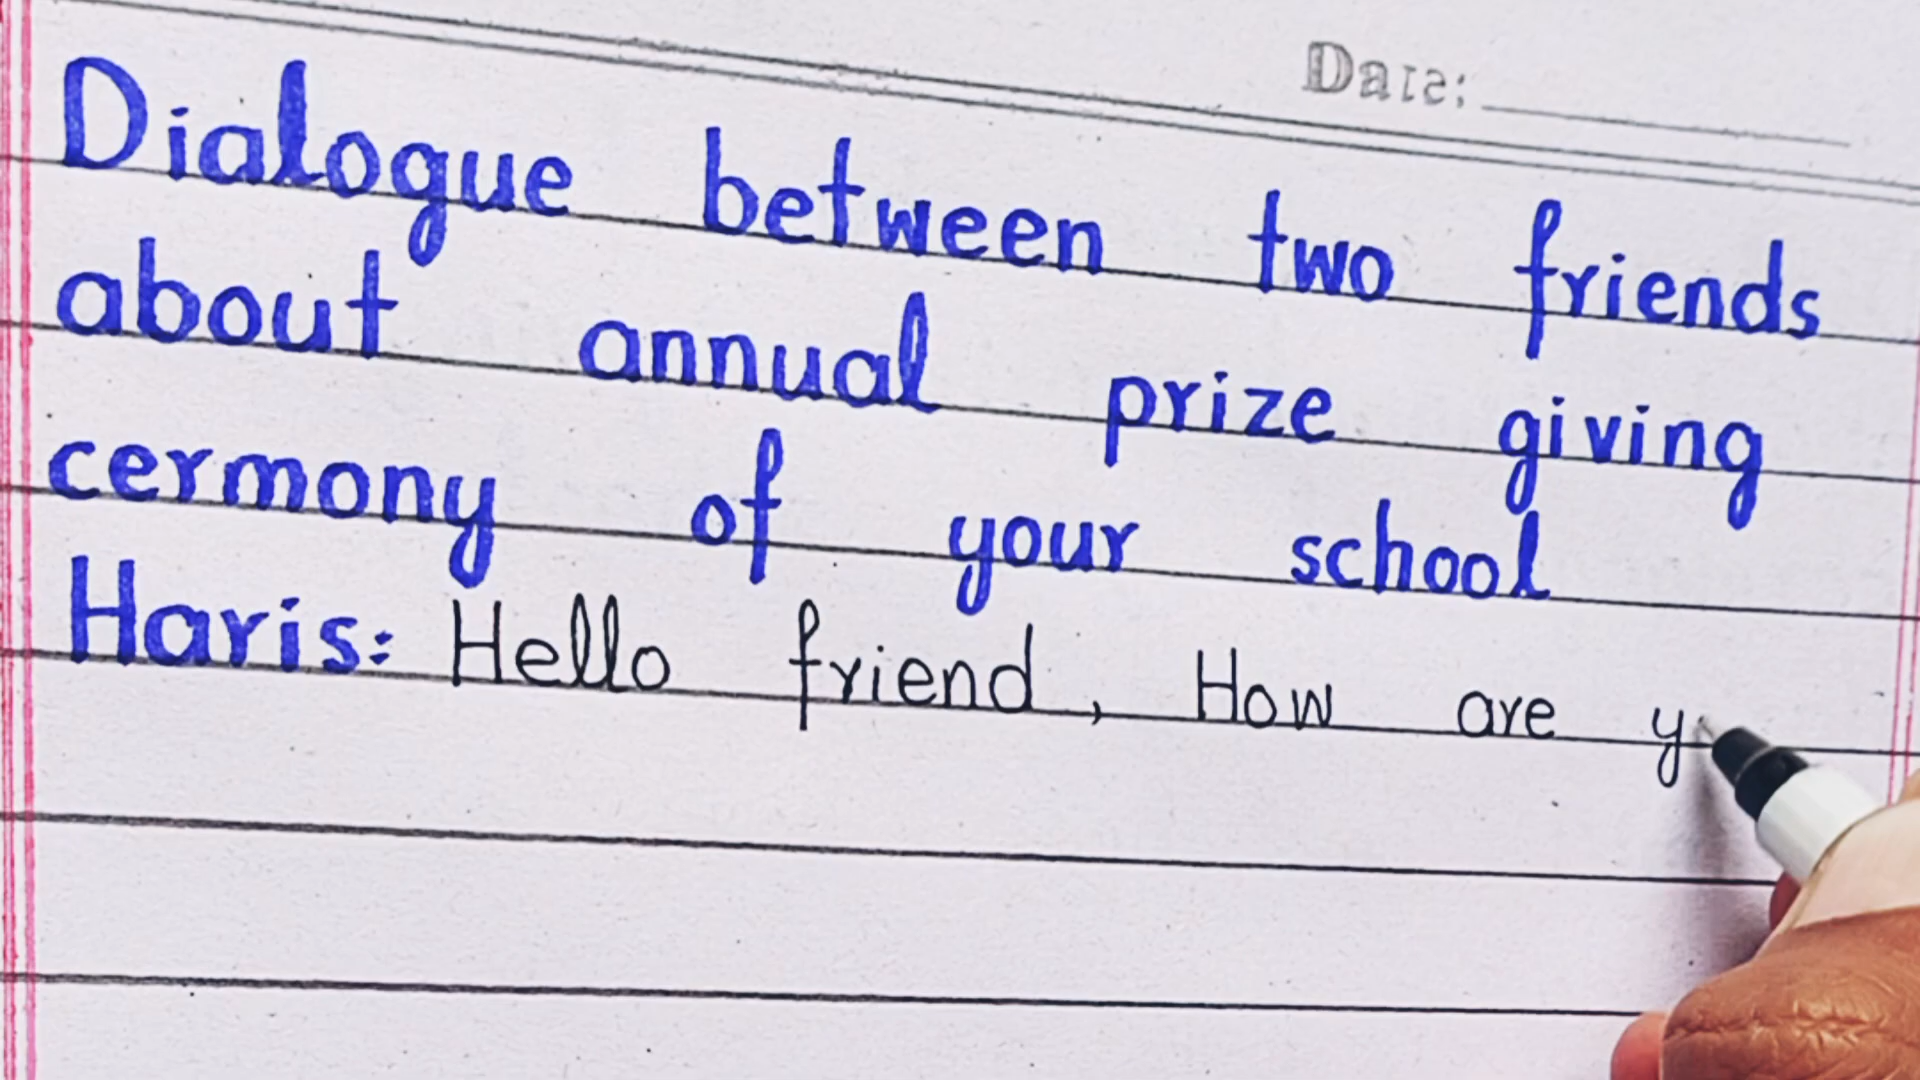 Date:
Dialogue between two friends
about annual prize giving
cermony of your school
Haris: Hello friend, How are y